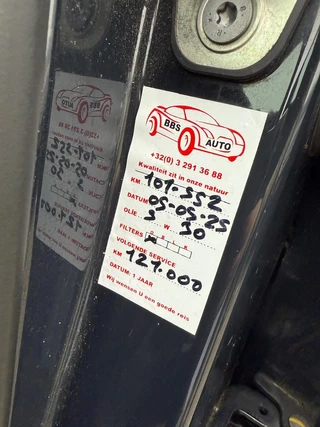 BBS
AUTO
+32(0) 3 291 36 88
Kwaliteit zit in onze natuur
KM 101.352
DATUM 05-05-25
OLIE 5 W 30
FILTERS O B L R
VOLGENDE SERVICE
KM 121.000
DATUM: 1 JAAR
Wij wensen U een goede reis